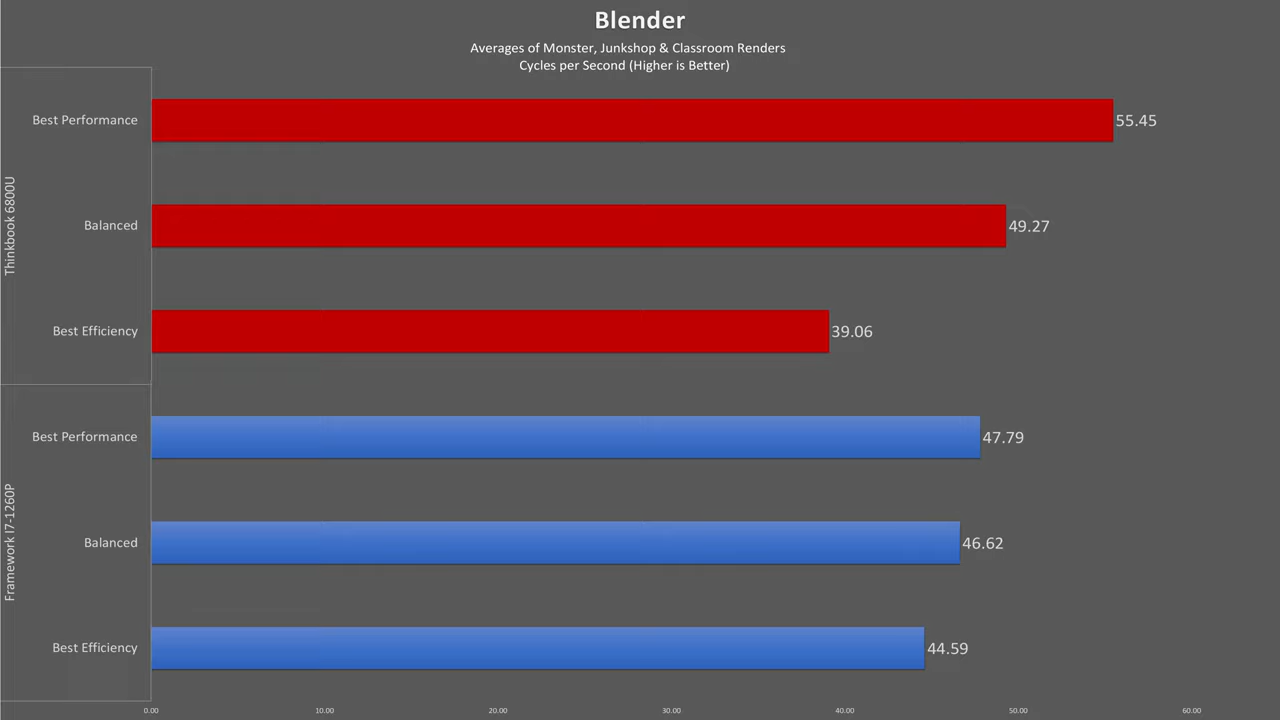 Blender
Averages of Monster, Junkshop & Classroom Renders
Cycles per Second (Higher is Better)
Thinkbook 6800U
Best Performance
55.45
Balanced
49.27
Best Efficiency
39.06
Framework I7-1260P
Best Performance
47.79
Balanced
46.62
Best Efficiency
44.59
0.00 10.00 20.00 30.00 40.00 50.00 60.00